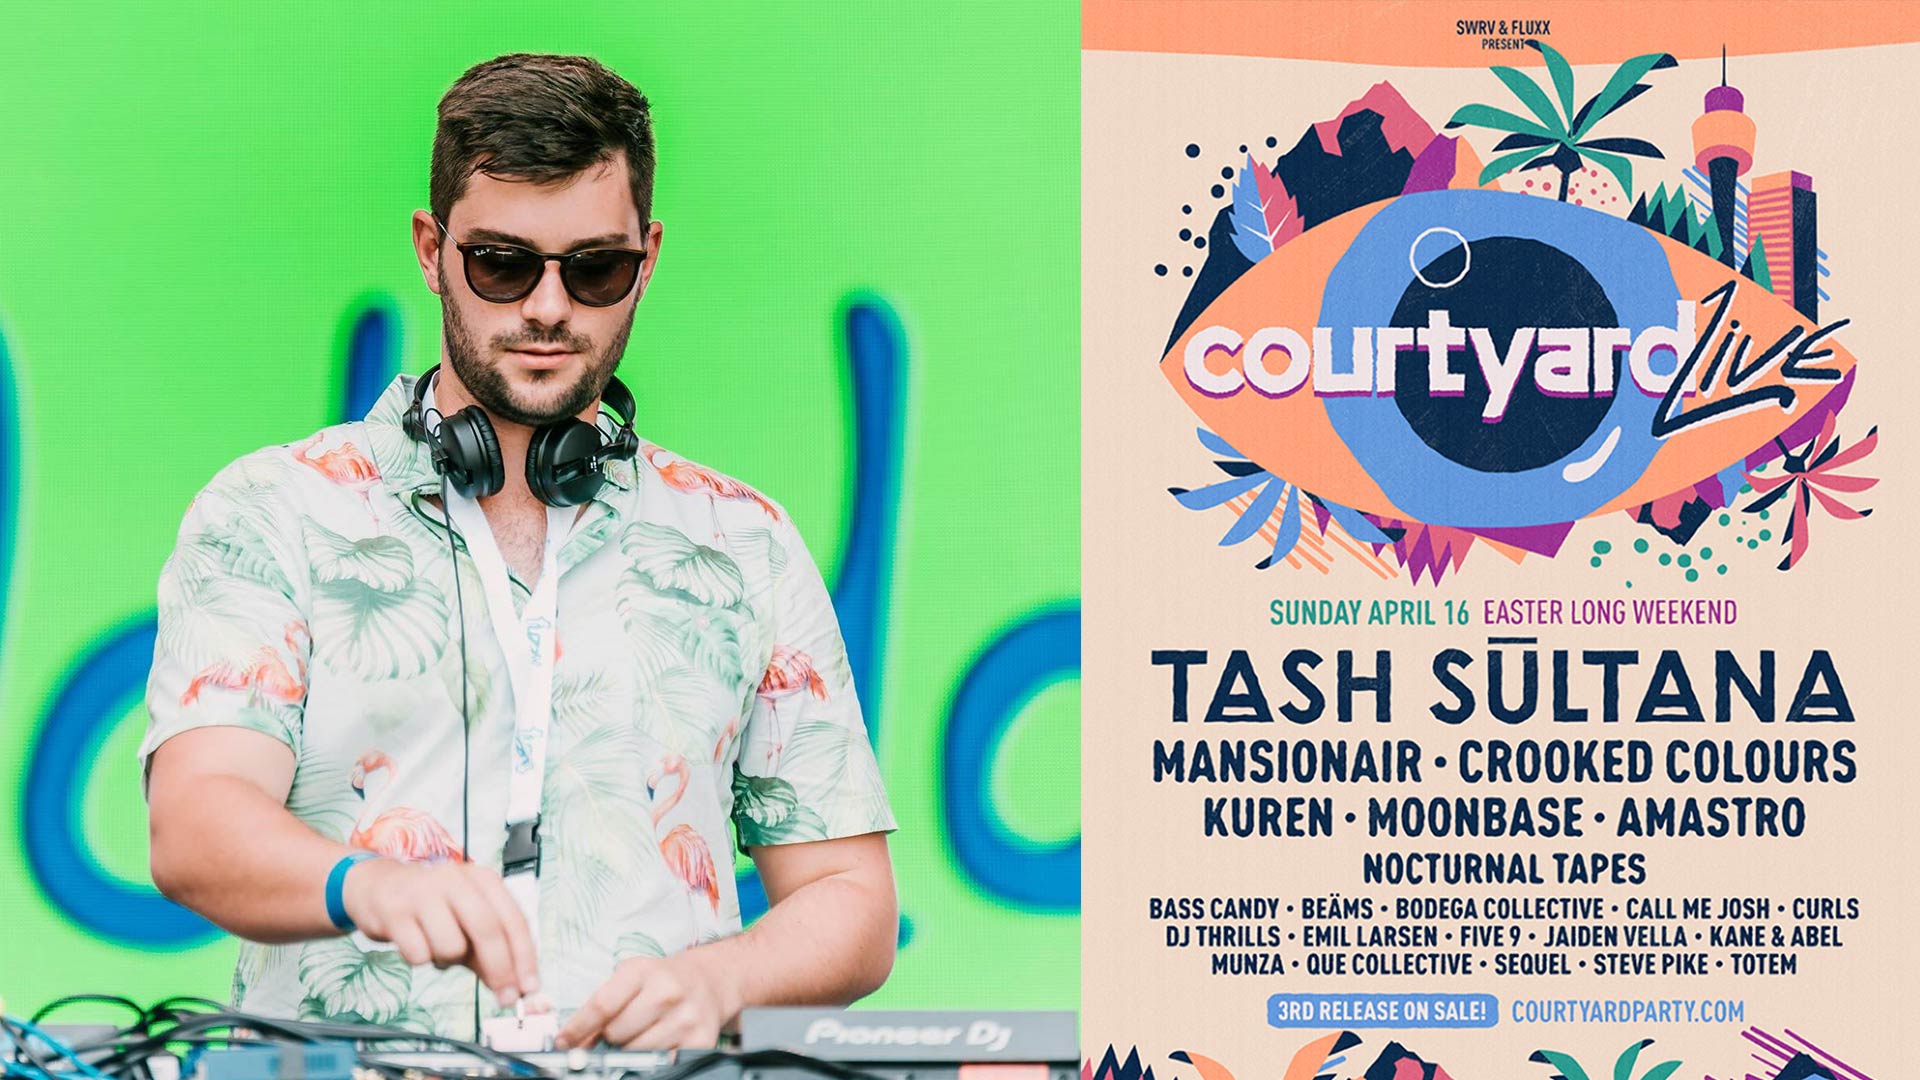 Ray-Ban
Pioneer Dj
SWRV & FLUXX
PRESENT
courtyard Live
SUNDAY APRIL 16 EASTER LONG WEEKEND
TASH SŪLTANA
MANSIONAIR • CROOKED COLOURS
KUREN • MOONBASE • AMASTRO
NOCTURNAL TAPES
BASS CANDY • BEÄMS • BODEGA COLLECTIVE • CALL ME JOSH • CURLS
DJ THRILLS • EMIL LARSEN • FIVE 9 • JAIDEN VELLA • KANE & ABEL
MUNZA • QUE COLLECTIVE • SEQUEL • STEVE PIKE • TOTEM
3RD RELEASE ON SALE! COURTYARDPARTY.COM